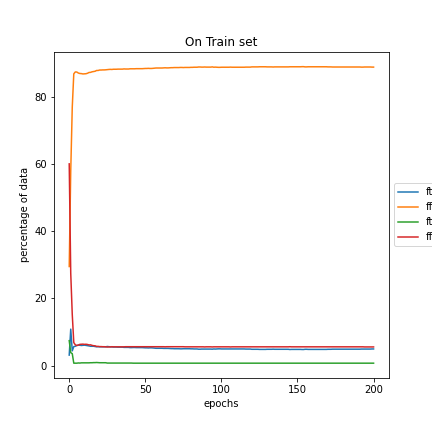 On Train set
percentage of data
80
60
40
20
0
0 50 100 150 200
epochs
ft
ff
ft
ff